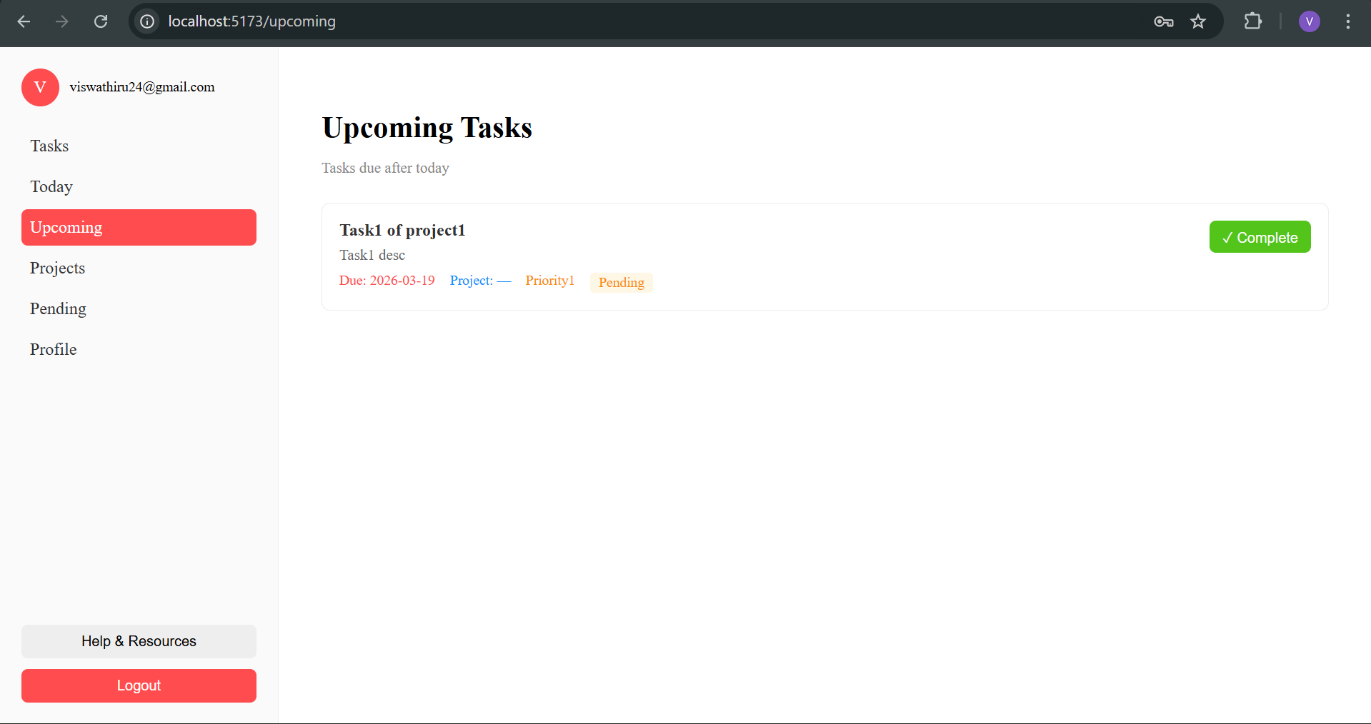 localhost:5173/upcoming
V
V
viswathiru24@gmail.com
Tasks
Today
Upcoming
Projects
Pending
Profile
Help & Resources
Logout
Upcoming Tasks
Tasks due after today
Task1 of project1
Task1 desc
Due: 2026-03-19 Project: — Priority1 Pending
✓ Complete